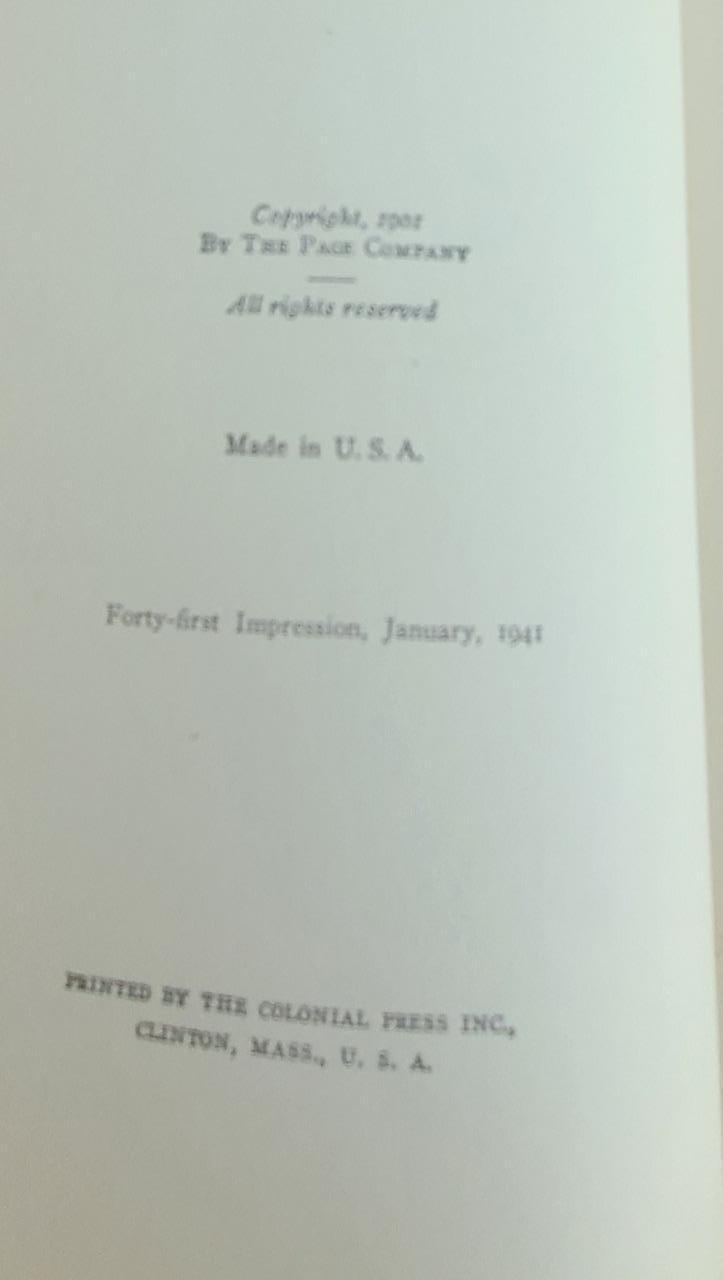 Copyright, 1901
BY THE PAGE COMPANY
All rights reserved
Made in U. S. A.
Forty-first Impression, January, 1941
PRINTED BY THE COLONIAL PRESS INC.,
CLINTON, MASS., U. S. A.